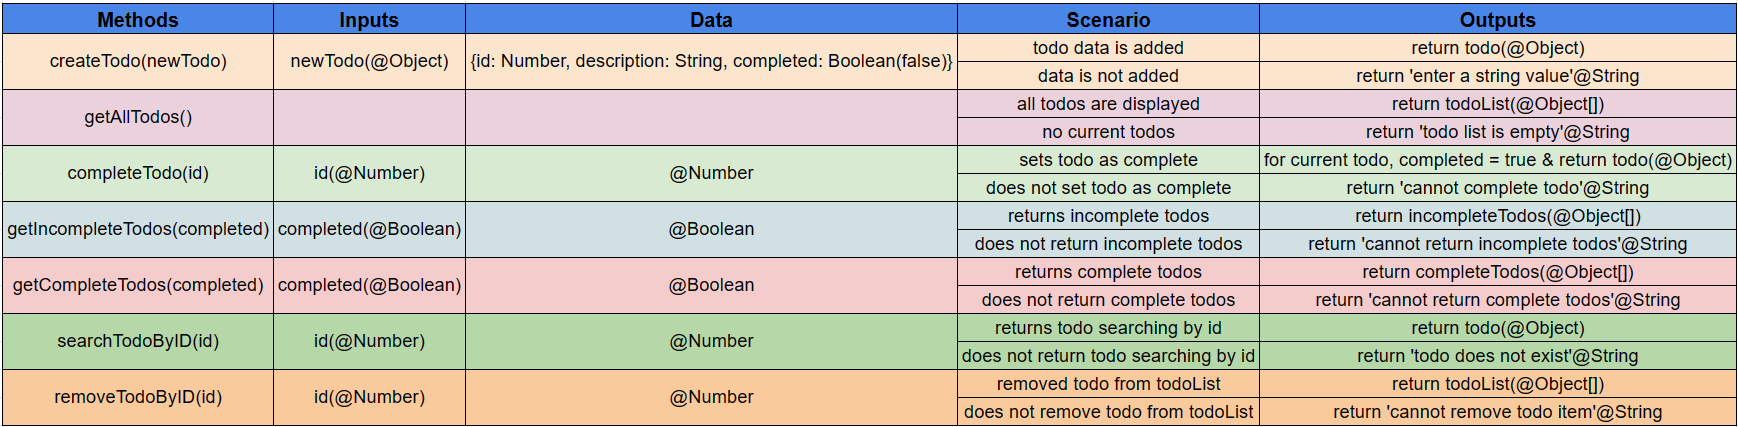 Methods Inputs Data Scenario Outputs
createTodo(newTodo) newTodo(@Object) {id: Number, description: String, completed: Boolean(false)} todo data is added return todo(@Object)
data is not added return 'enter a string value'@String
getAllTodos() all todos are displayed return todoList(@Object[])
no current todos return 'todo list is empty'@String
completeTodo(id) id(@Number) @Number sets todo as complete for current todo, completed = true & return todo(@Object)
does not set todo as complete return 'cannot complete todo'@String
getIncompleteTodos(completed) completed(@Boolean) @Boolean returns incomplete todos return incompleteTodos(@Object[])
does not return incomplete todos return 'cannot return incomplete todos'@String
getCompleteTodos(completed) completed(@Boolean) @Boolean returns complete todos return completeTodos(@Object[])
does not return complete todos return 'cannot return complete todos'@String
searchTodoByID(id) id(@Number) @Number returns todo searching by id return todo(@Object)
does not return todo searching by id return 'todo does not exist'@String
removeTodoByID(id) id(@Number) @Number removed todo from todoList return todoList(@Object[])
does not remove todo from todoList return 'cannot remove todo item'@String